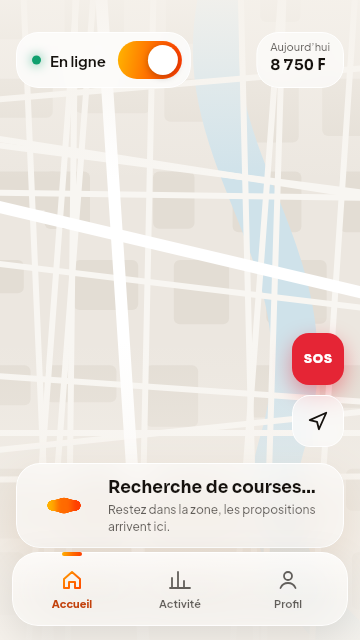 En ligne
Aujourd'hui
8 750 F
SOS
Recherche de courses...
Restez dans la zone, les propositions
arrivent ici.
Accueil
Activité
Profil